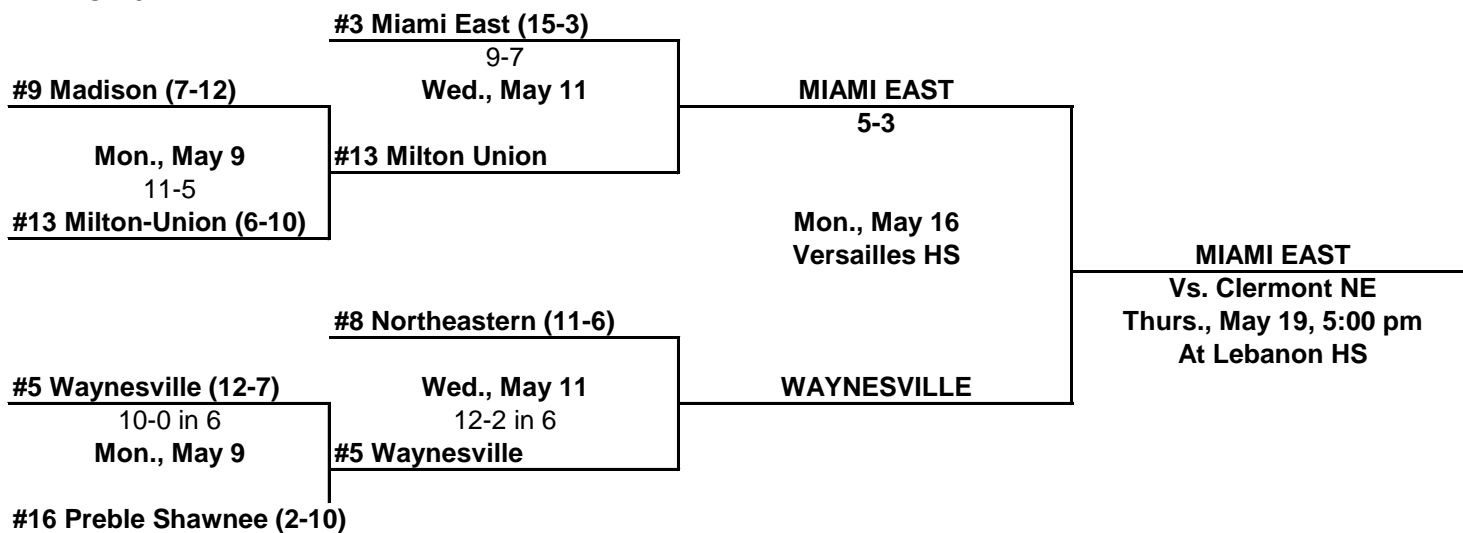 #3 Miami East (15-3)
9-7
#9 Madison (7-12)
Wed., May 11
MIAMI EAST
5-3
Mon., May 9
#13 Milton Union
11-5
#13 Milton-Union (6-10)
Mon., May 16
Versailles HS
MIAMI EAST
Vs. Clermont NE
#8 Northeastern (11-6)
Thurs., May 19, 5:00 pm
At Lebanon HS
#5 Waynesville (12-7)
Wed., May 11
WAYNESVILLE
10-0 in 6
12-2 in 6
Mon., May 9
#5 Waynesville
#16 Preble Shawnee (2-10)